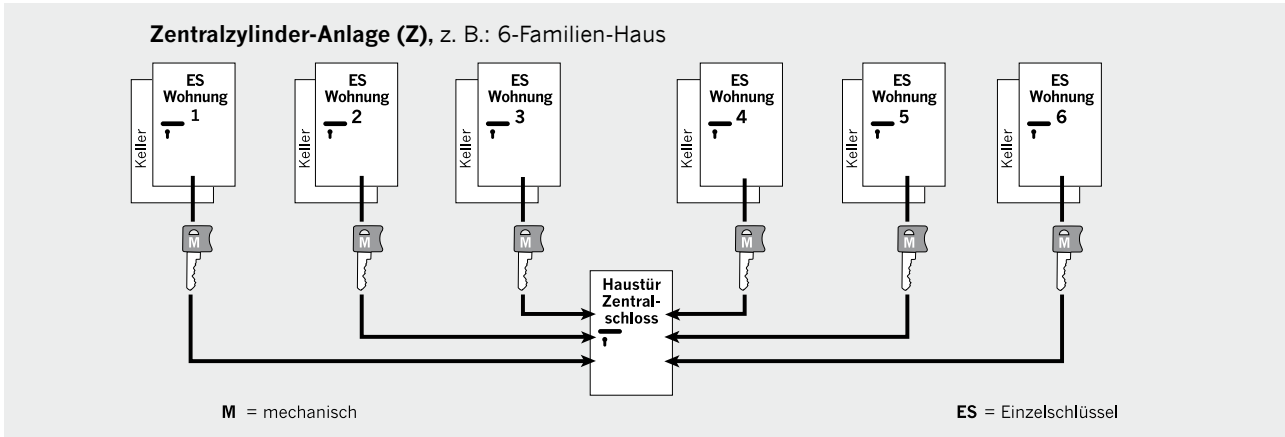 Zentralzylinder-Anlage (Z), z. B.: 6-Familien-Haus
Keller
ES
Wohnung
1
Keller
ES
Wohnung
2
Keller
ES
Wohnung
3
Keller
ES
Wohnung
4
Keller
ES
Wohnung
5
Keller
ES
Wohnung
6
M
M
M
M
M
M
Haustür
Zentral-
schloss
M = mechanisch
ES = Einzelschlüssel